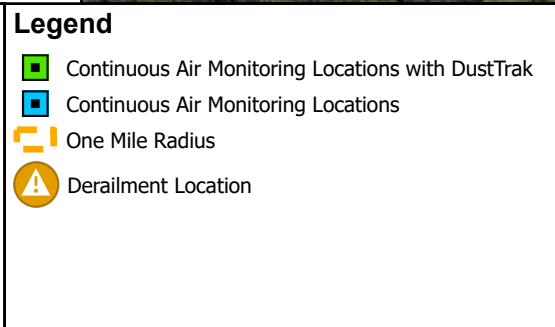 Legend
Continuous Air Monitoring Locations with DustTrak
Continuous Air Monitoring Locations
One Mile Radius
Derailment Location